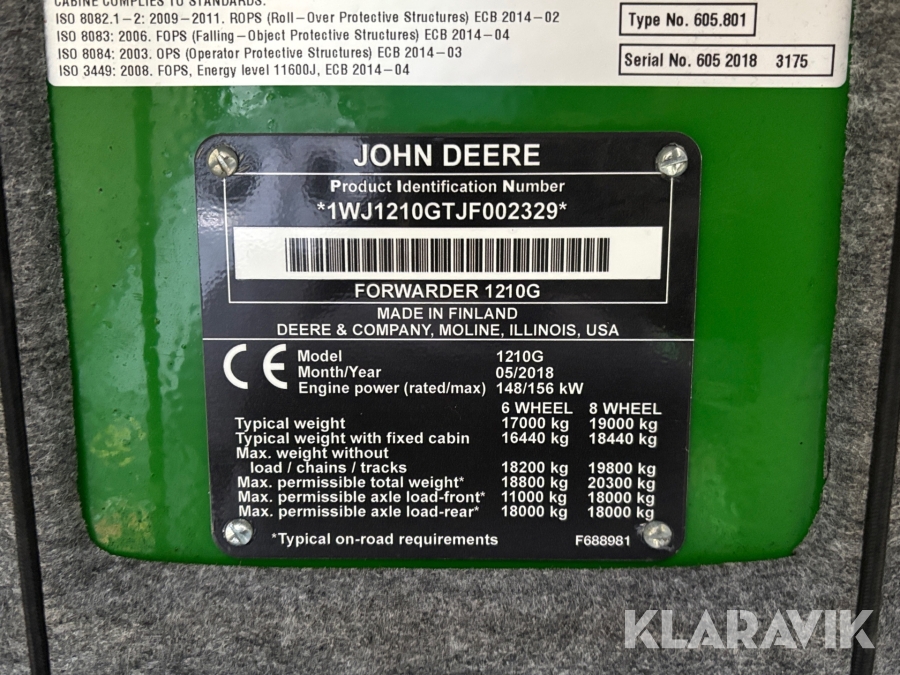 CABINE COMPLIES TO STANDARDS:
ISO 8082.1-2: 2009-2011. ROPS (Roll-Over Protective Structures) ECB 2014-02
ISO 8083: 2006. FOPS (Falling-Object Protective Structures) ECB 2014-04
ISO 8084: 2003. OPS (Operator Protective Structures) ECB 2014-03
ISO 3449: 2008. FOPS, Energy level 11600J, ECB 2014-04
Type No. 605.801
Serial No. 605 2018 3175
JOHN DEERE
Product Identification Number
*1WJ1210GTJF002329*
FORWARDER 1210G
MADE IN FINLAND
DEERE & COMPANY, MOLINE, ILLINOIS, USA
CE
Model 1210G
Month/Year 05/2018
Engine power (rated/max) 148/156 kW
6 WHEEL 8 WHEEL
Typical weight 17000 kg 19000 kg
Typical weight with fixed cabin 16440 kg 18440 kg
Max. weight without
load / chains / tracks 18200 kg 19800 kg
Max. permissible total weight* 18800 kg 20300 kg
Max. permissible axle load-front* 11000 kg 18000 kg
Max. permissible axle load-rear* 18000 kg 18000 kg
*Typical on-road requirements F688981
KLARAVIK